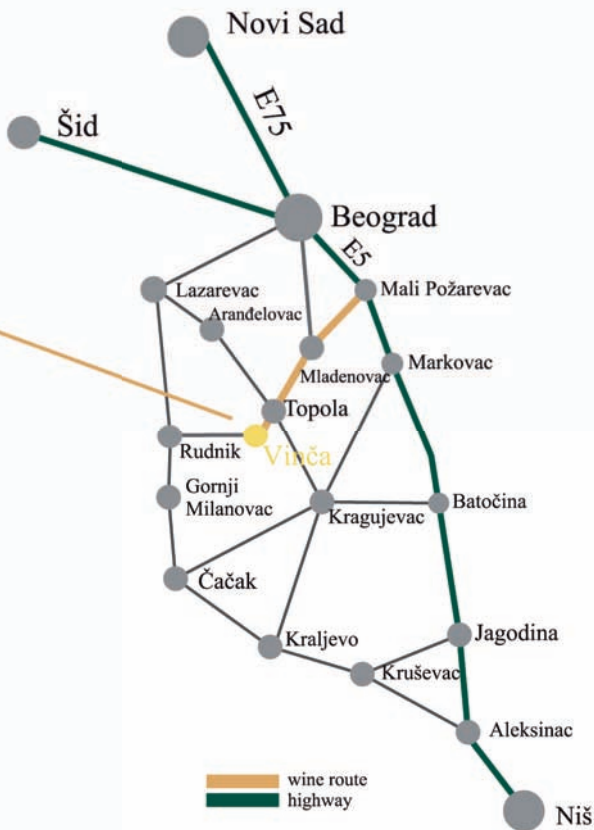 Novi Sad
E75
Šid
Beograd
E5
Lazarevac
Mali Požarevac
Aranđelovac
Mladenovac
Markovac
Topola
Rudnik
Vinča
Gornji
Milanovac
Kragujevac
Batočina
Čačak
Kraljevo
Jagodina
Kruševac
Aleksinac
wine route
highway
Niš